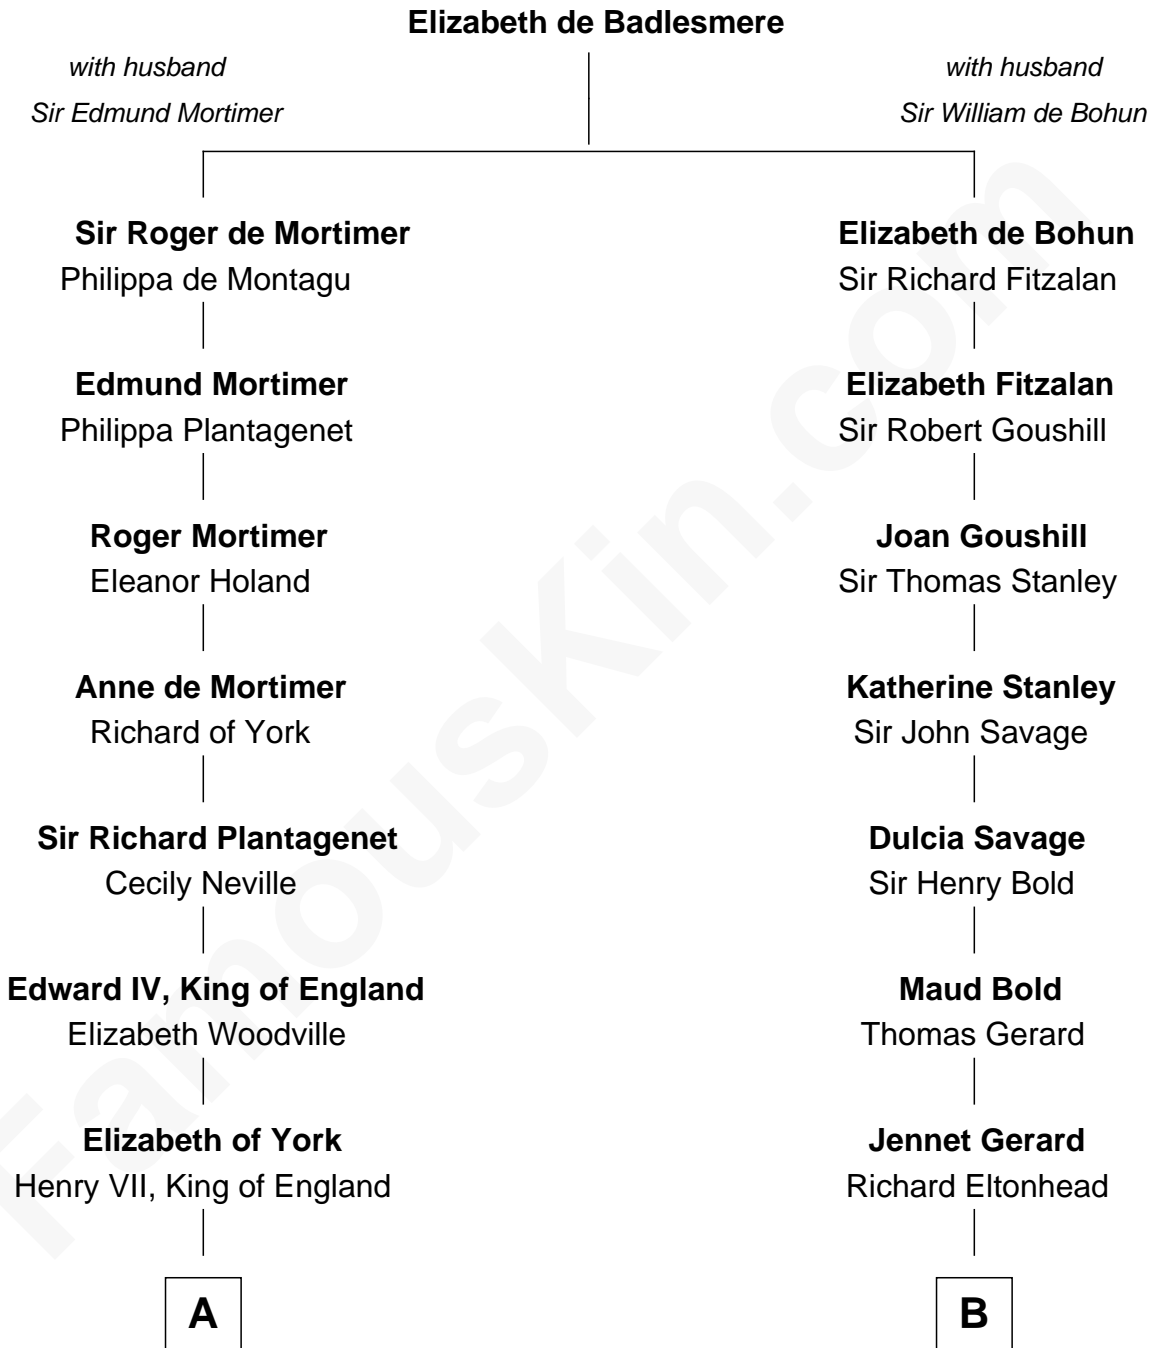 Elizabeth de Badlesmere
with husband
Sir Edmund Mortimer
with husband
Sir William de Bohun
Sir Roger de Mortimer
Philippa de Montagu
Elizabeth de Bohun
Sir Richard Fitzalan
Edmund Mortimer
Philippa Plantagenet
Elizabeth Fitzalan
Sir Robert Goushill
Roger Mortimer
Eleanor Holand
Joan Goushill
Sir Thomas Stanley
Anne de Mortimer
Richard of York
Katherine Stanley
Sir John Savage
Sir Richard Plantagenet
Cecily Neville
Dulcia Savage
Sir Henry Bold
Edward IV, King of England
Elizabeth Woodville
Maud Bold
Thomas Gerard
Elizabeth of York
Henry VII, King of England
Jennet Gerard
Richard Eltonhead
A
B
FamousKin.com